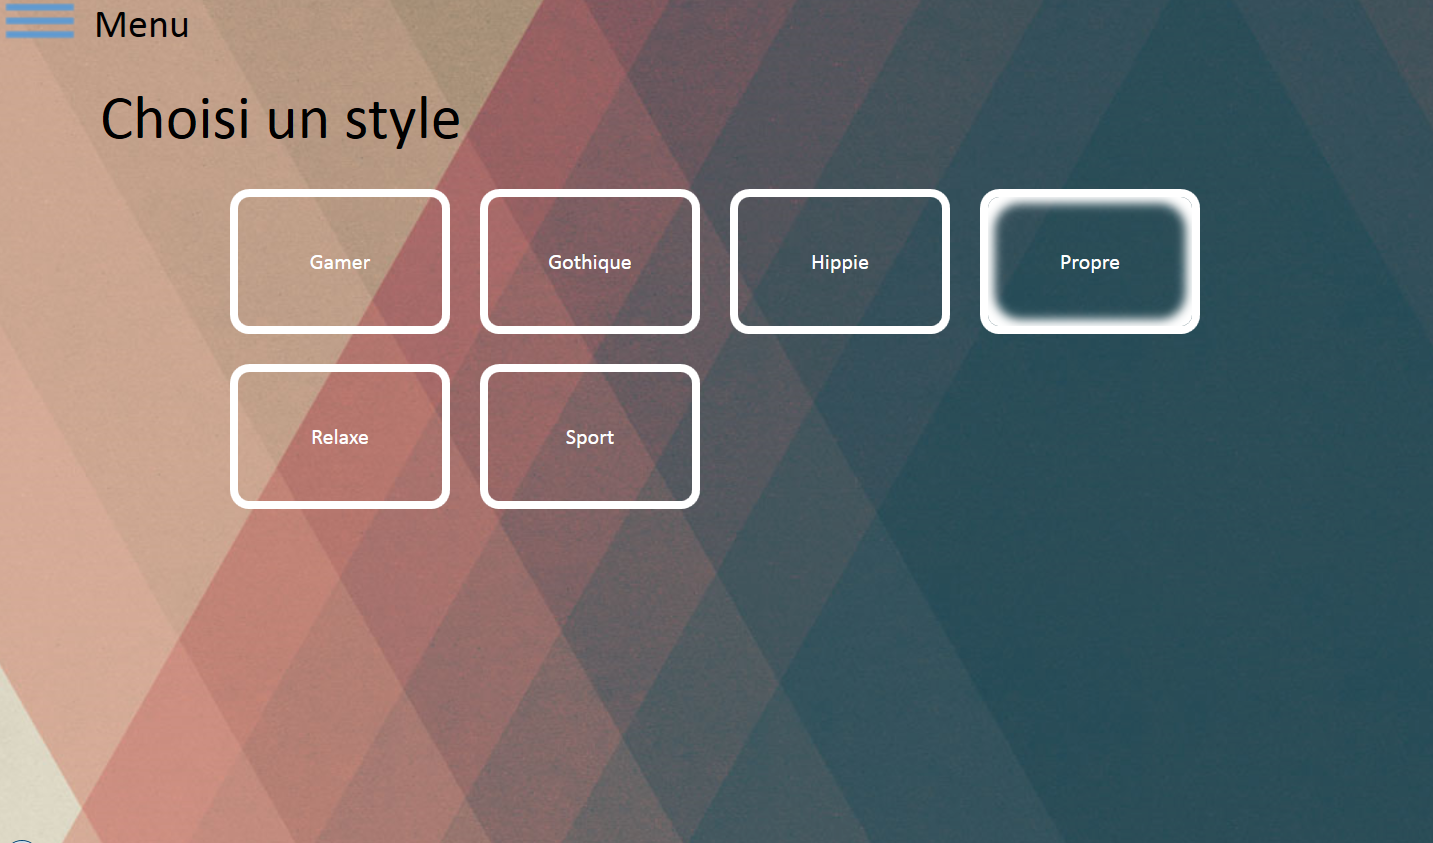 Menu
Choisi un style
Gamer
Gothique
Hippie
Propre
Relaxe
Sport